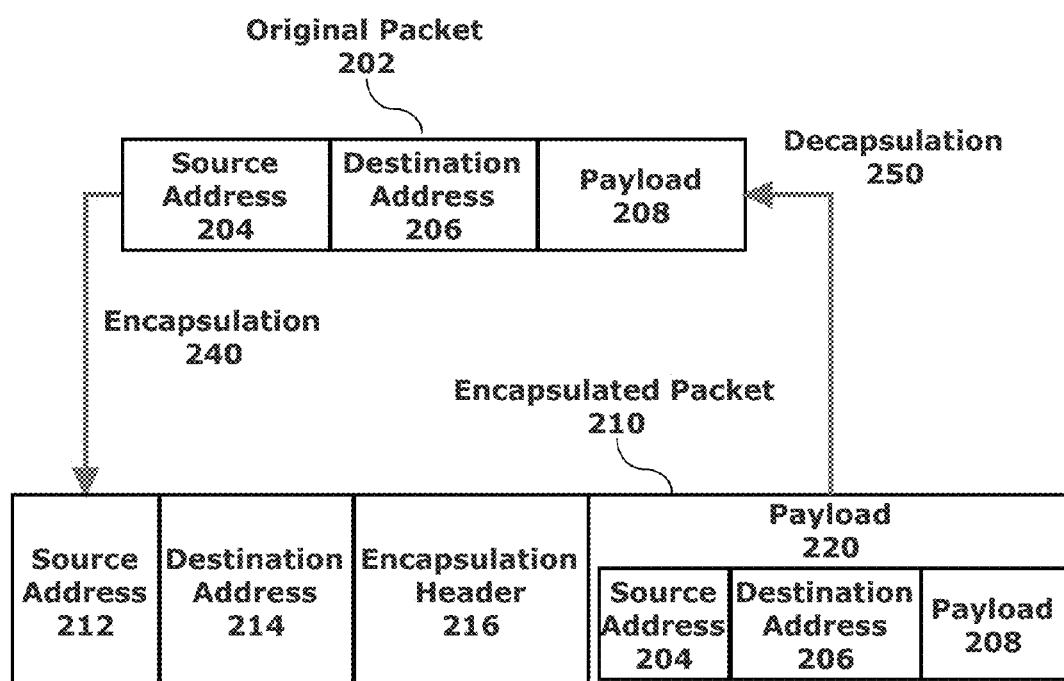 Original Packet
202
Decapsulation
250
Source
Address
204
Destination
Address
206
Payload
208
Encapsulation
240
Encapsulated Packet
210
Source
Address
212
Destination
Address
214
Encapsulation
Header
216
Payload
220
Source
Address
204
Destination
Address
206
Payload
208